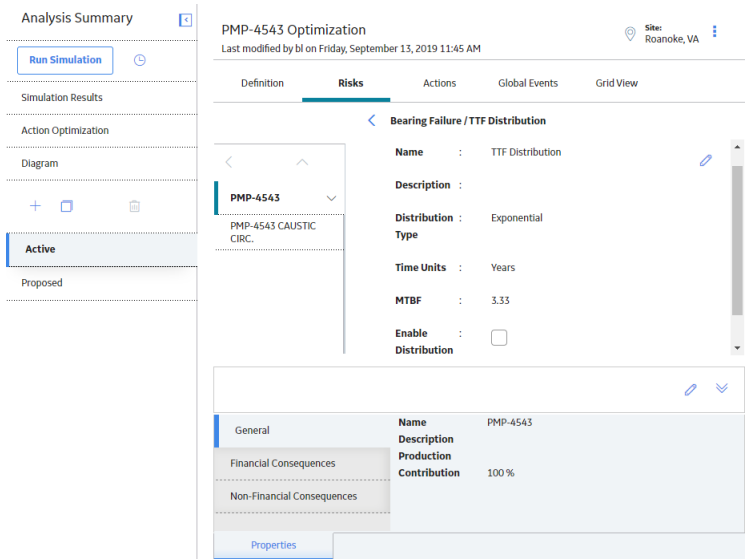 Analysis Summary
Run Simulation
Simulation Results
Action Optimization
Diagram
Active
Proposed
PMP-4543 Optimization
Last modified by bl on Friday, September 13, 2019 11:45 AM
Site:
Roanoke, VA
Definition
Risks
Actions
Global Events
Grid View
Bearing Failure / TTF Distribution
PMP-4543
PMP-4543 CAUSTIC
CIRC.
Name : TTF Distribution
Description :
Distribution : Exponential
Type
Time Units : Years
MTBF : 3.33
Enable :
Distribution
General
Financial Consequences
Non-Financial Consequences
Name PMP-4543
Description
Production
Contribution 100 %
Properties